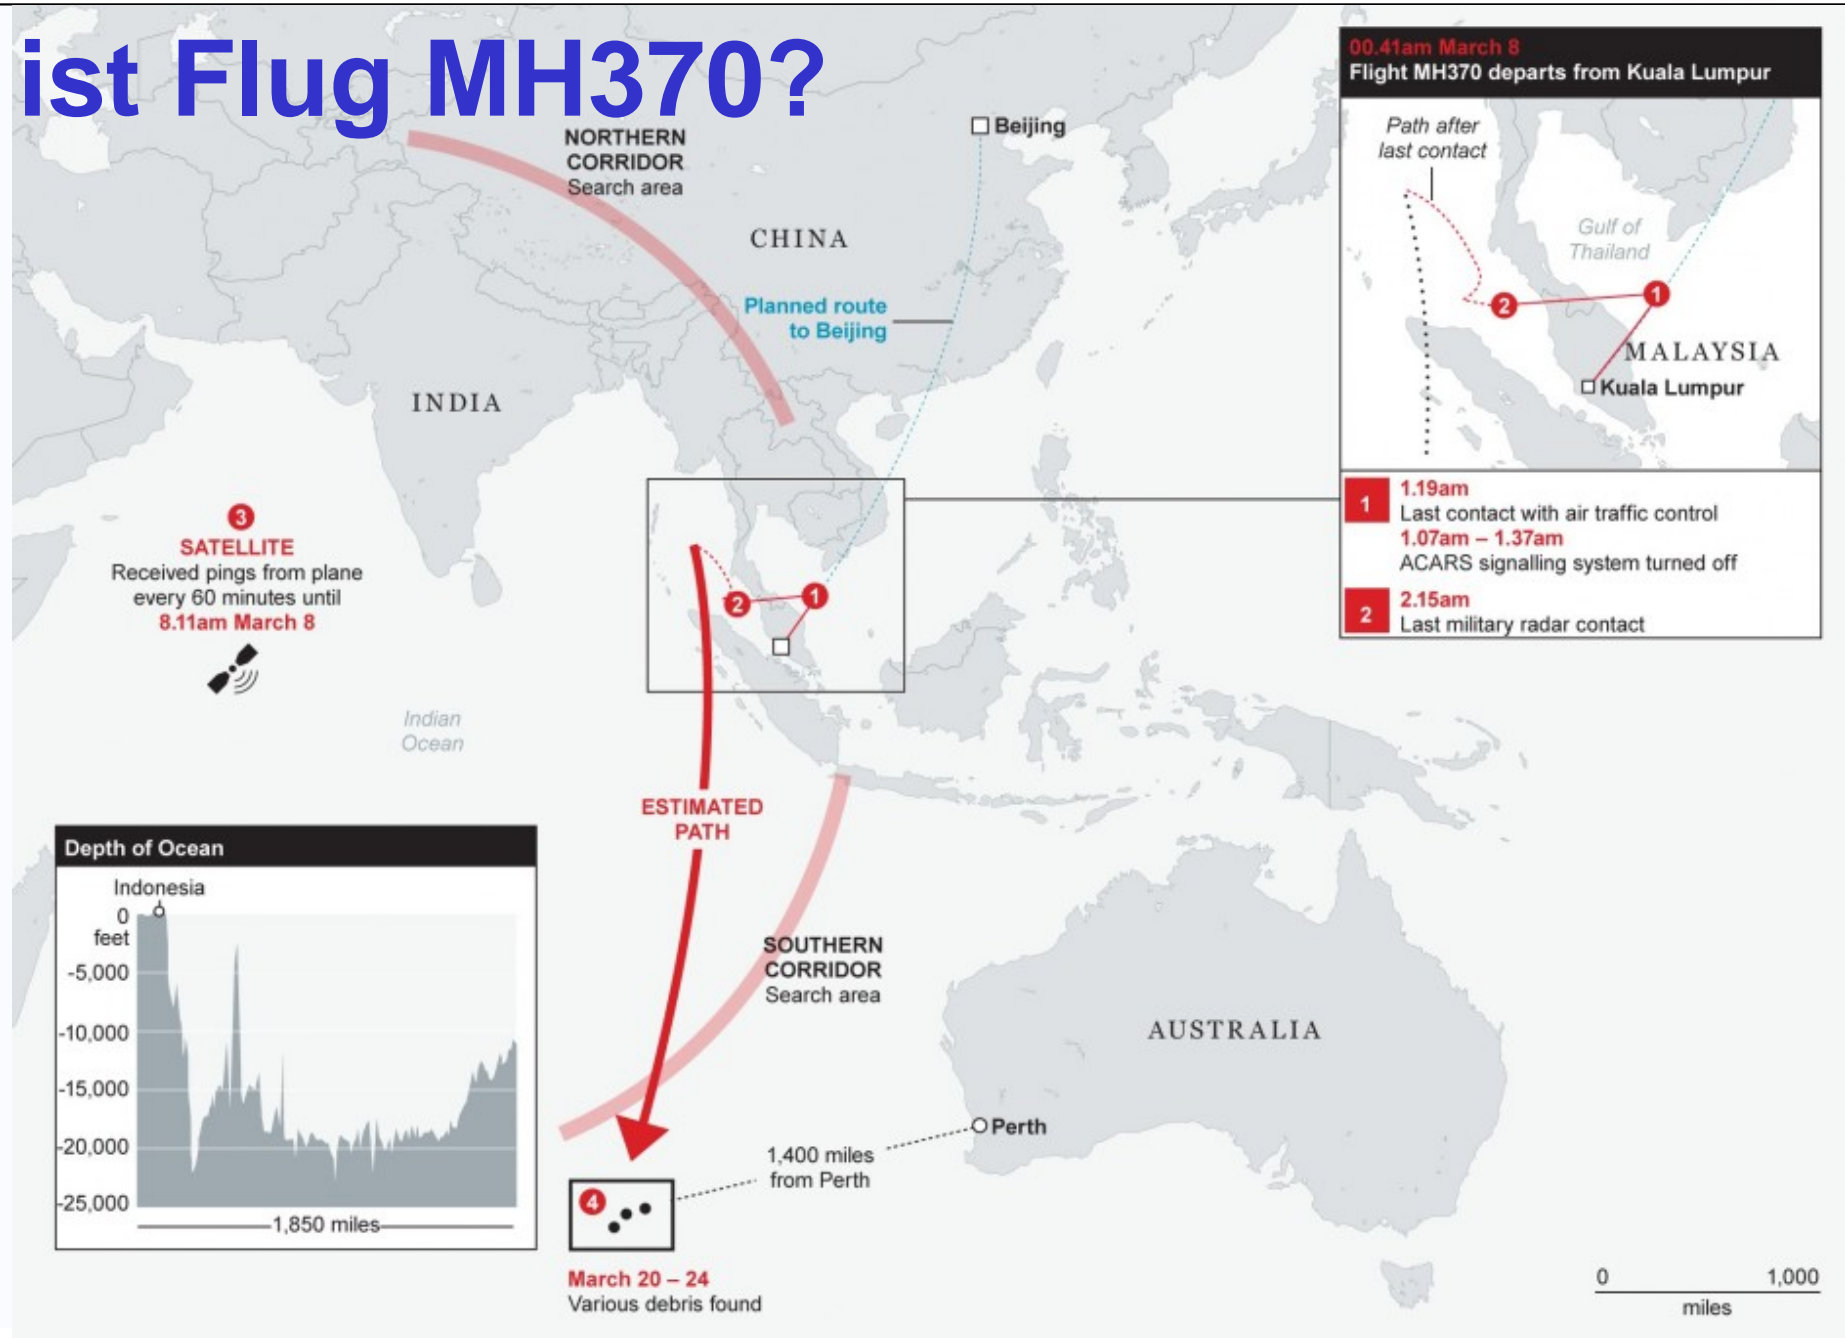 ist Flug MH370?
NORTHERN
CORRIDOR
Search area
Beijing
CHINA
Planned route
to Beijing
INDIA
00.41am March 8
Flight MH370 departs from Kuala Lumpur
Path after
last contact
Gulf of
Thailand
1
2
MALAYSIA
Kuala Lumpur
1
1.19am
Last contact with air traffic control
1.07am – 1.37am
ACARS signalling system turned off
2
2.15am
Last military radar contact
3
SATELLITE
Received pings from plane
every 60 minutes until
8.11am March 8
1
2
Indian
Ocean
ESTIMATED
PATH
SOUTHERN
CORRIDOR
Search area
AUSTRALIA
Perth
1,400 miles
from Perth
Depth of Ocean
Indonesia
0
feet
-5,000
-10,000
-15,000
-20,000
-25,000
1,850 miles
4
March 20 – 24
Various debris found
0 1,000
miles